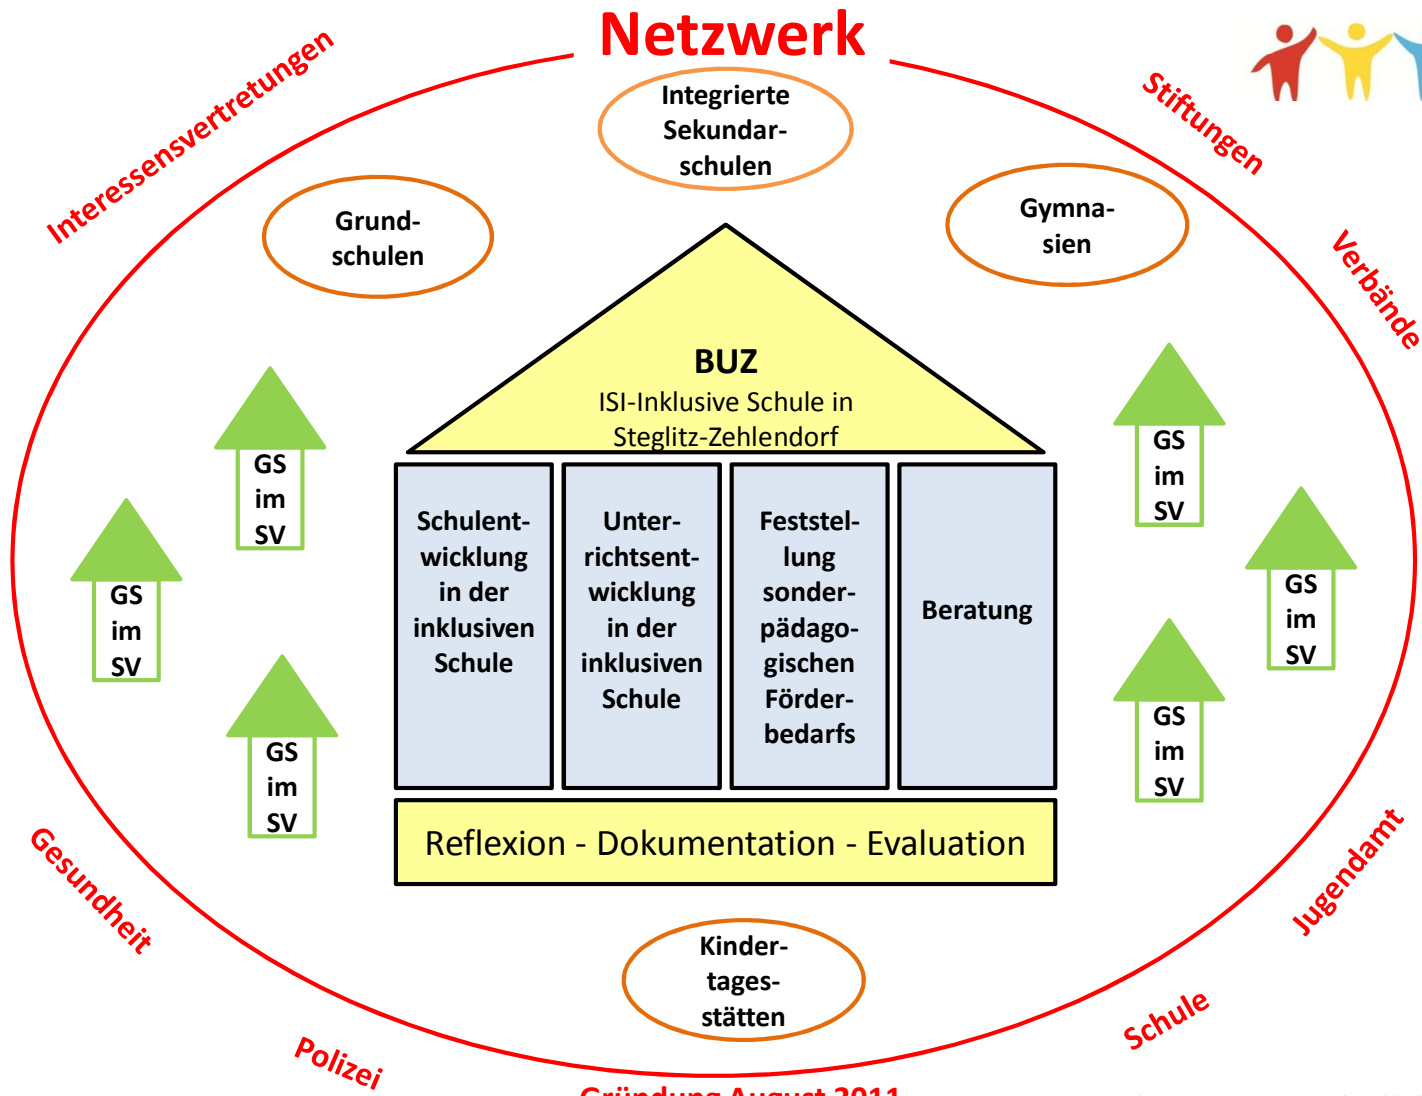 Netzwerk
Interessensvertretungen
Stiftungen
Verbände
Integrierte
Sekundar-
schulen
Grund-
schulen
Gymna-
sien
BUZ
ISI-Inklusive Schule in
Steglitz-Zehlendorf
GS
im
SV
GS
im
SV
GS
im
SV
Schulent-
wicklung
in der
inklusiven
Schule
Unter-
richtsent-
wicklung
in der
inklusiven
Schule
Feststel-
lung
sonder-
pädago-
gischen
Förder-
bedarfs
Beratung
GS
im
SV
GS
im
SV
GS
im
SV
Reflexion - Dokumentation - Evaluation
Gesundheit
Jugendamt
Kinder-
tages-
stätten
Polizei
Schule
Gründung August 2011